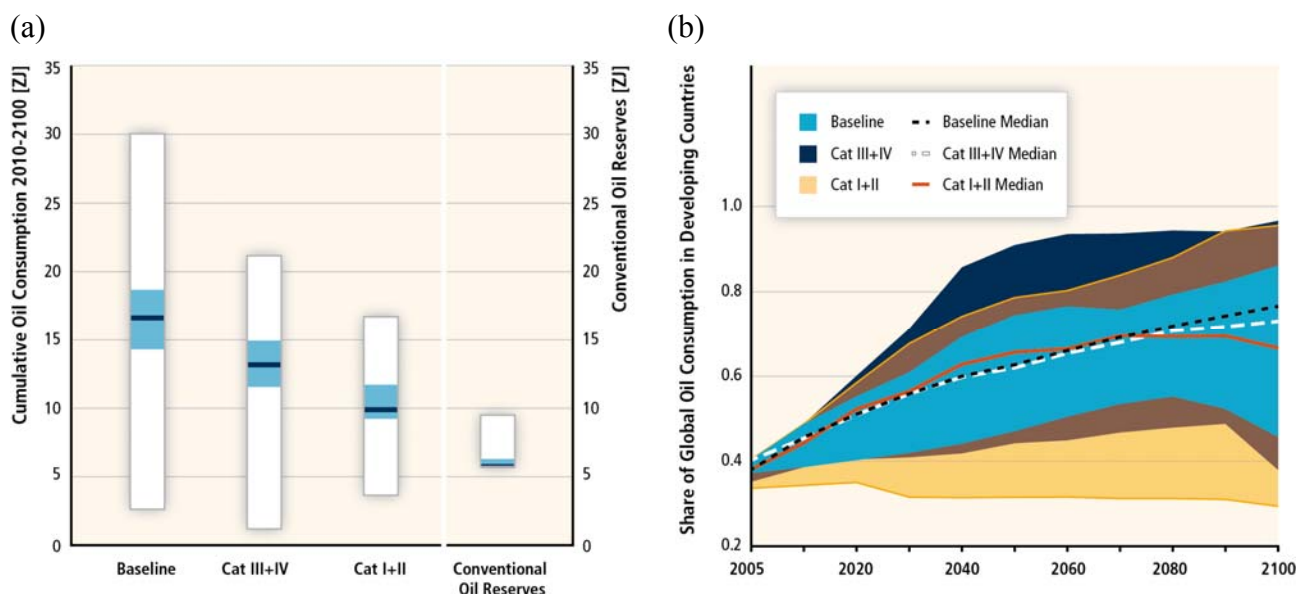 (a)
Cumulative Oil Consumption 2010-2100 [ZJ]
35
30
25
20
15
10
5
0
Baseline
Cat III+IV
Cat I+II
Conventional
Oil Reserves
35
30
25
20
15
10
5
0
Conventional Oil Reserves [ZJ]
(b)
Share of Global Oil Consumption in Developing Countries
Baseline
Cat III+IV
Cat I+II
Baseline Median
Cat III+IV Median
Cat I+II Median
1.0
0.8
0.6
0.4
0.2
2005
2020
2040
2060
2080
2100